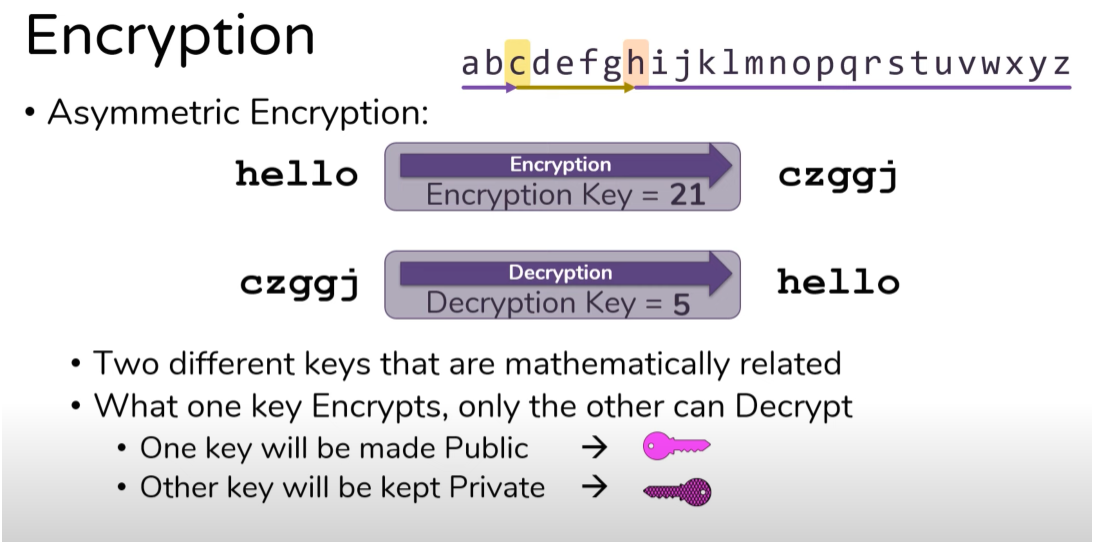 Encryption
abcdefghijklmnopqrstuvwxyz
• Asymmetric Encryption:
hello Encryption czggj
Encryption Key = 21
czggj Decryption hello
Decryption Key = 5
• Two different keys that are mathematically related
• What one key Encrypts, only the other can Decrypt
• One key will be made Public →
• Other key will be kept Private →